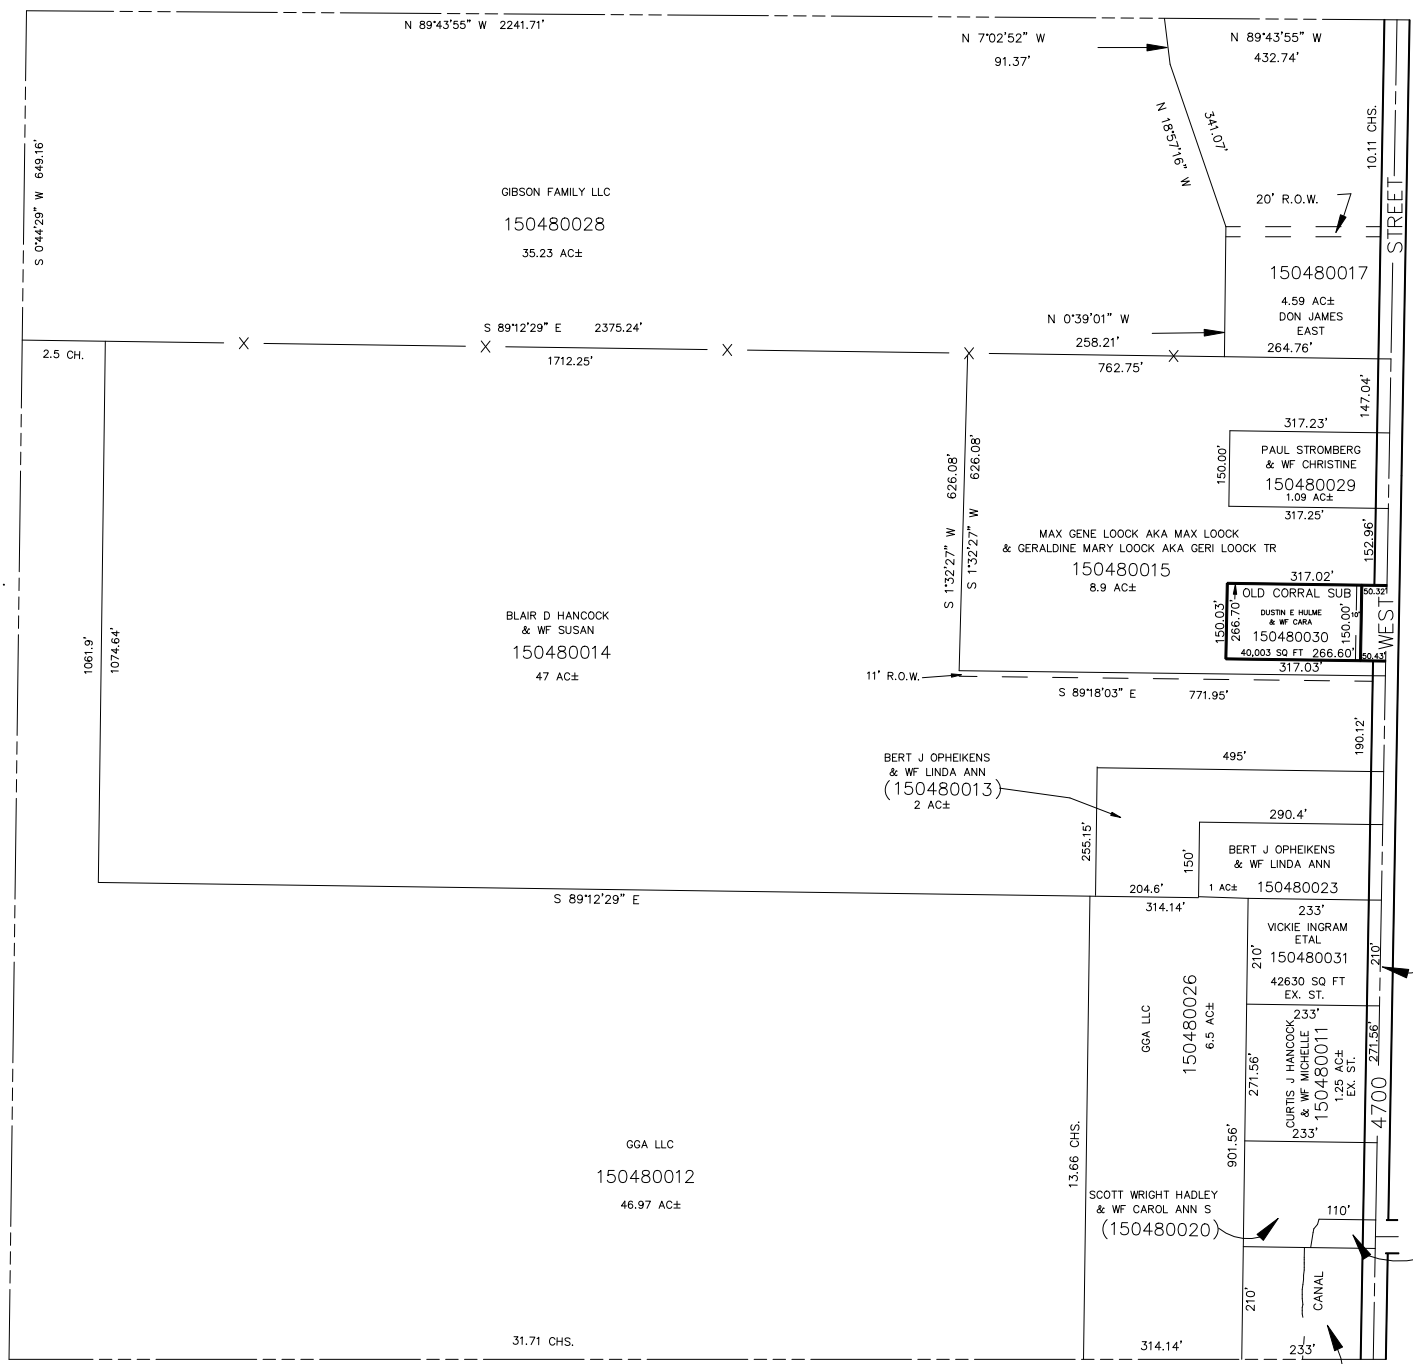 N 89°43'55" W 2241.71'
N 7°02'52" W
91.37'
N 89°43'55" W
432.74'
S 0°44'29" W 649.16'
N 18°57'16" W
341.07'
10.11 CHS.
STREET
GIBSON FAMILY LLC
150480028
35.23 AC±
20' R.O.W.
150480017
4.59 AC±
DON JAMES
EAST
264.76'
N 0°39'01" W
258.21'
S 89°12'29" E 2375.24'
2.5 CH.
X
X
X
X
X
1712.25'
762.75'
147.04'
317.23'
PAUL STROMBERG
& WF CHRISTINE
150480029
1.09 AC±
150.00'
317.25'
152.96'
S 1°32'27" W 626.08'
S 1°32'27" W 626.08'
MAX GENE LOOCK AKA MAX LOOCK
& GERALDINE MARY LOOCK AKA GERI LOOCK TR
150480015
8.9 AC±
317.02'
OLD CORRAL SUB
50.32'
DUSTIN E HULME
& WF CARA
150480030
40,003 SQ FT
266.60'
150.03'
266.70'
150.00'
10'
50.43'
317.03'
WEST
BLAIR D HANCOCK
& WF SUSAN
150480014
47 AC±
1061.9'
1074.64'
11' R.O.W.
S 89°18'03" E 771.95'
190.12'
495'
BERT J OPHEIKENS
& WF LINDA ANN
(150480013)
2 AC±
255.15'
290.4'
150'
BERT J OPHEIKENS
& WF LINDA ANN
1 AC± 150480023
204.6'
S 89°12'29" E
314.14'
233'
VICKIE INGRAM
ETAL
150480031
42630 SQ FT
EX. ST.
210'
210'
233'
GGA LLC
150480026
6.5 AC±
271.56'
CURTIS J HANCOCK
& WF MICHELLE
150480011
1.25 AC±
EX. ST.
271.56'
4700
233'
GGA LLC
150480012
46.97 AC±
13.66 CHS.
901.56'
SCOTT WRIGHT HADLEY
& WF CAROL ANN S
(150480020)
110'
210'
CANAL
31.71 CHS.
314.14'
233'